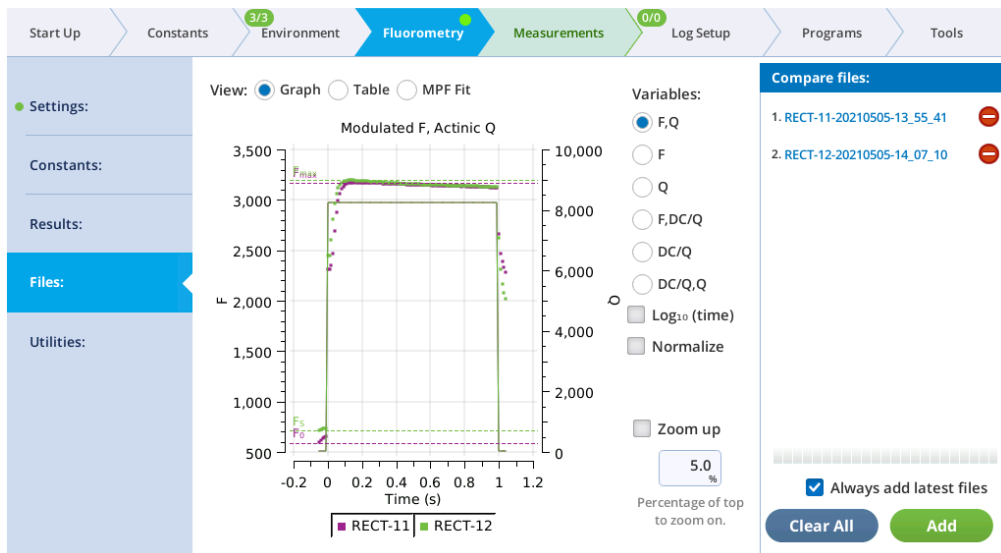 3/3
0/0
Start Up
Constants
Environment
Fluorometry
Measurements
Log Setup
Programs
Tools
Settings:
Constants:
Results:
Files:
Utilities:
View: Graph Table MPF Fit
Modulated F, Actinic Q
3,500
3,000
2,500
2,000
1,500
1,000
500
F
Fmax
Fs
F0
10,000
8,000
6,000
4,000
2,000
0
Q
-0.2 0 0.2 0.4 0.6 0.8 1 1.2
Time (s)
RECT-11 RECT-12
Variables:
F,Q
F
Q
F,DC/Q
DC/Q
DC/Q,Q
Log₁₀ (time)
Normalize
Zoom up
5.0
%
Percentage of top
to zoom on.
Compare files:
1. RECT-11-20210505-13_55_41
2. RECT-12-20210505-14_07_10
Always add latest files
Clear All
Add